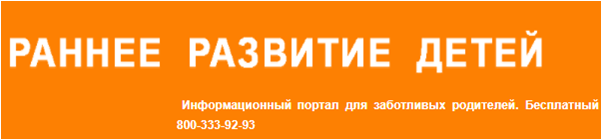 РАННЕЕ РАЗВИТИЕ ДЕТЕЙ
Информационный портал для заботливых родителей. Бесплатный
800-333-92-93